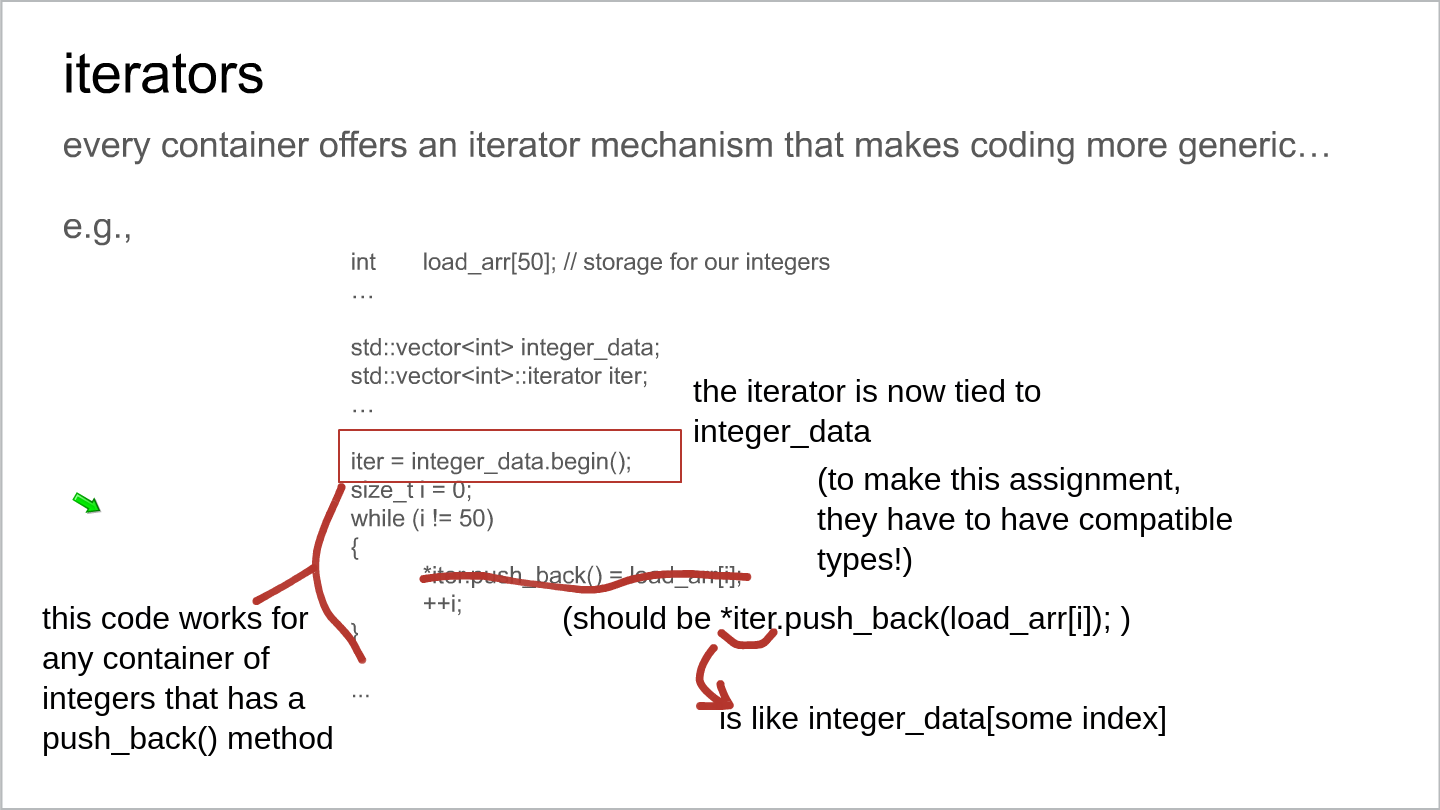 iterators
every container offers an iterator mechanism that makes coding more generic…
e.g.,
int load_arr[50]; // storage for our integers
…
std::vector<int> integer_data;
std::vector<int>::iterator iter;
…
the iterator is now tied to
integer_data
iter = integer_data.begin();
(to make this assignment,
they have to have compatible
types!)
size_t i = 0;
while (i != 50)
{
*iter.push_back() = load_arr[i];
++i;
}
...
(should be *iter.push_back(load_arr[i]); )
is like integer_data[some index]
this code works for
any container of
integers that has a
push_back() method